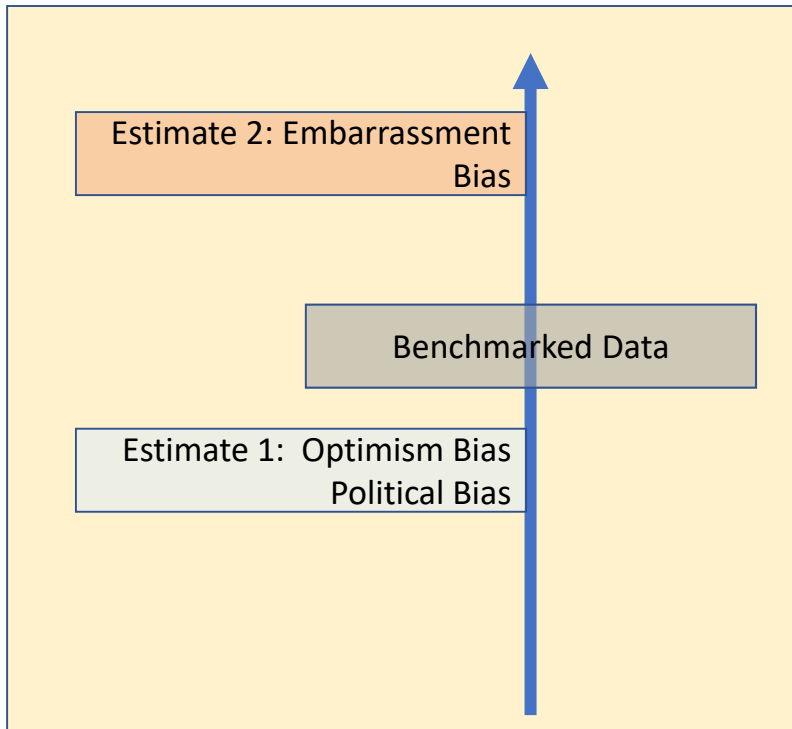 Estimate 2: Embarrassment
Bias
Benchmarked Data
Estimate 1:  Optimism Bias
Political Bias